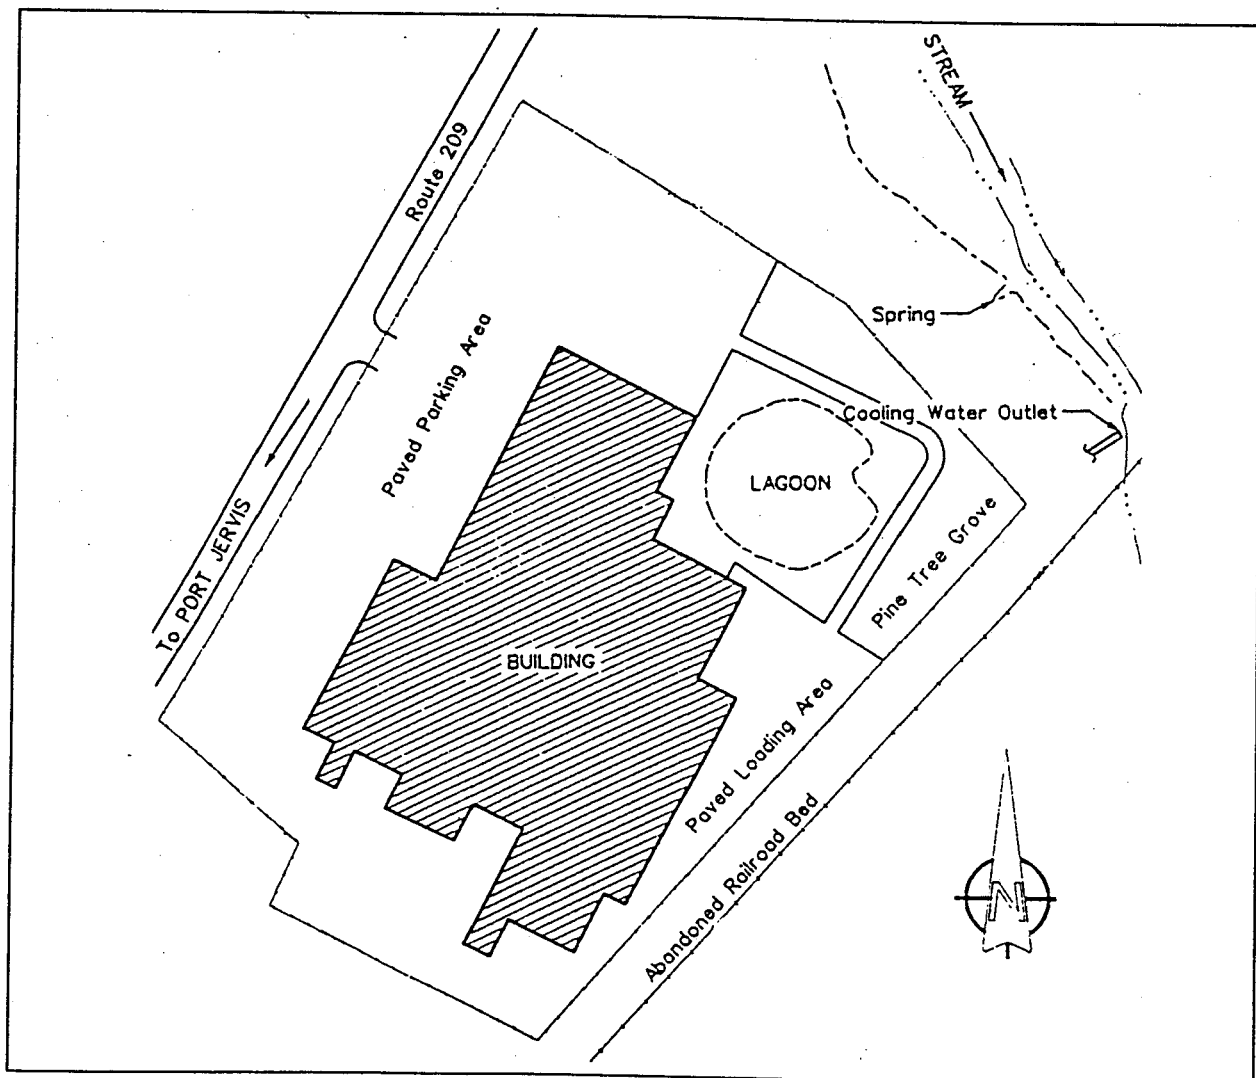 STREAM
Route 209
Spring
Paved Parking Area
Cooling Water Outlet
LAGOON
To PORT JERVIS
Pine Tree Grove
BUILDING
Paved Loading Area
Abandoned Railroad Bed
N